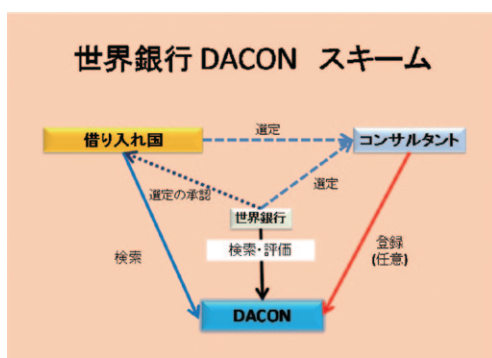 世界銀行 DACON スキーム
選定
借り入れ国
コンサルタント
選定の承認
選定
世界銀行
検索・評価
検索
登録
(任意)
DACON